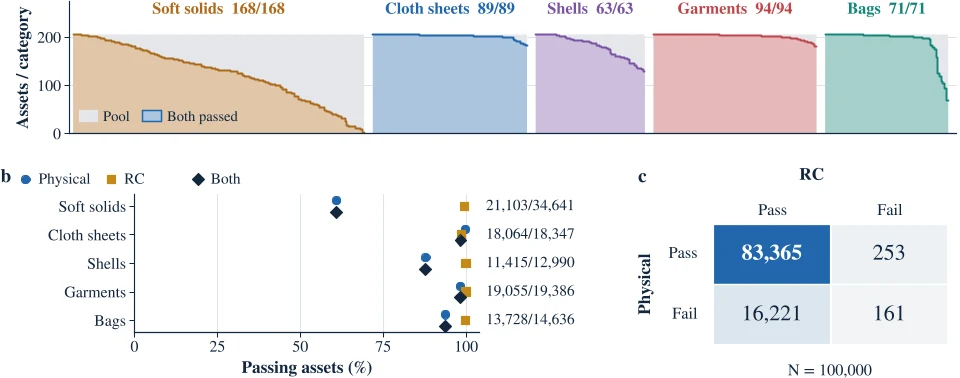 Soft solids 168/168
Cloth sheets 89/89
Shells 63/63
Garments 94/94
Bags 71/71
Assets / category
200
100
0
Pool
Both passed
b
Physical
RC
Both
Soft solids
21,103/34,641
Cloth sheets
18,064/18,347
Shells
11,415/12,990
Garments
19,055/19,386
Bags
13,728/14,636
0
25
50
75
100
Passing assets (%)
c
RC
Pass
Fail
Physical
Pass
83,365
253
Fail
16,221
161
N = 100,000